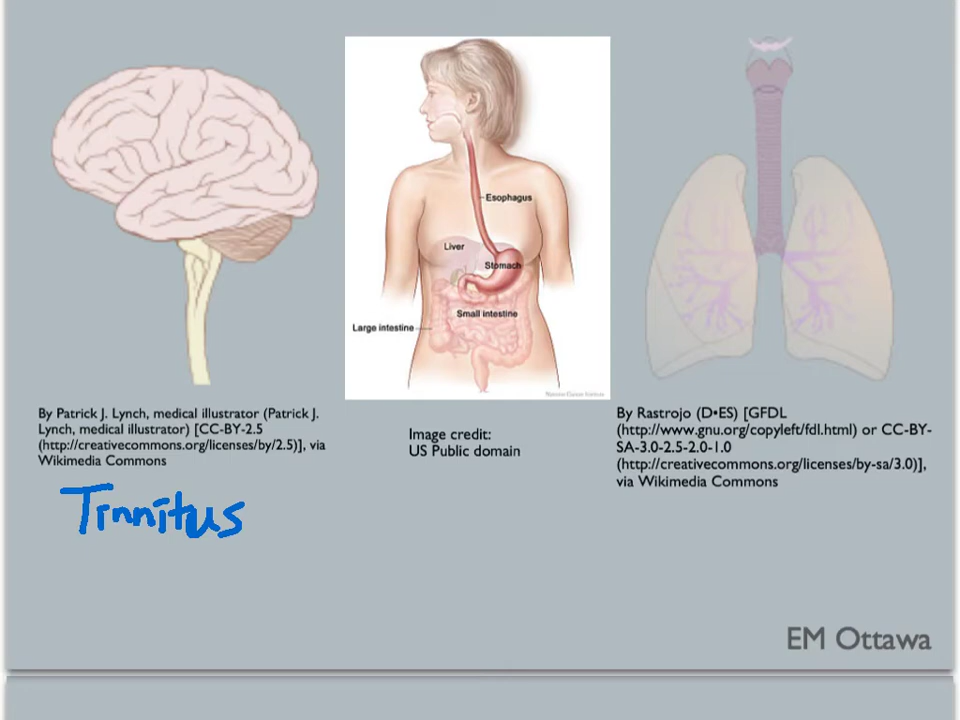 Esophagus
Liver
Stomach
Small intestine
Large intestine
By Patrick J. Lynch, medical illustrator (Patrick J.
Lynch, medical illustrator) [CC-BY-2.5
(http://creativecommons.org/licenses/by/2.5)], via
Wikimedia Commons
Image credit:
US Public domain
By Rastrojo (D•ES) [GFDL
(http://www.gnu.org/copyleft/fdl.html) or CC-BY-
SA-3.0-2.5-2.0-1.0
(http://creativecommons.org/licenses/by-sa/3.0)],
via Wikimedia Commons
Tinnitus
EM Ottawa